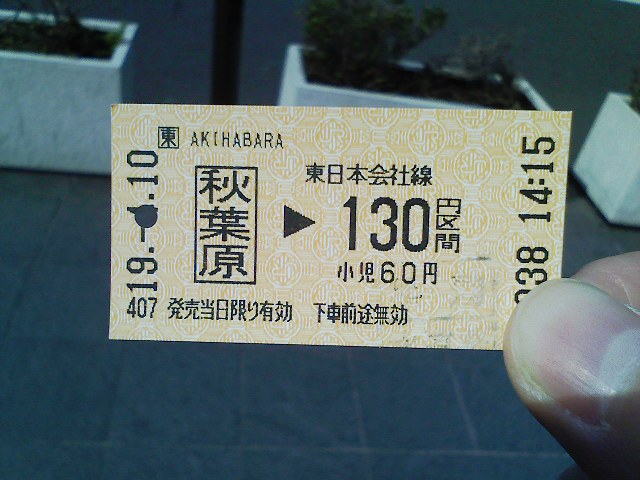 東 AKIHABARA
19.-4.10
秋葉原
▶
東日本会社線
130円区間
小児60円
038 14:15
407 発売当日限り有効 下車前途無効